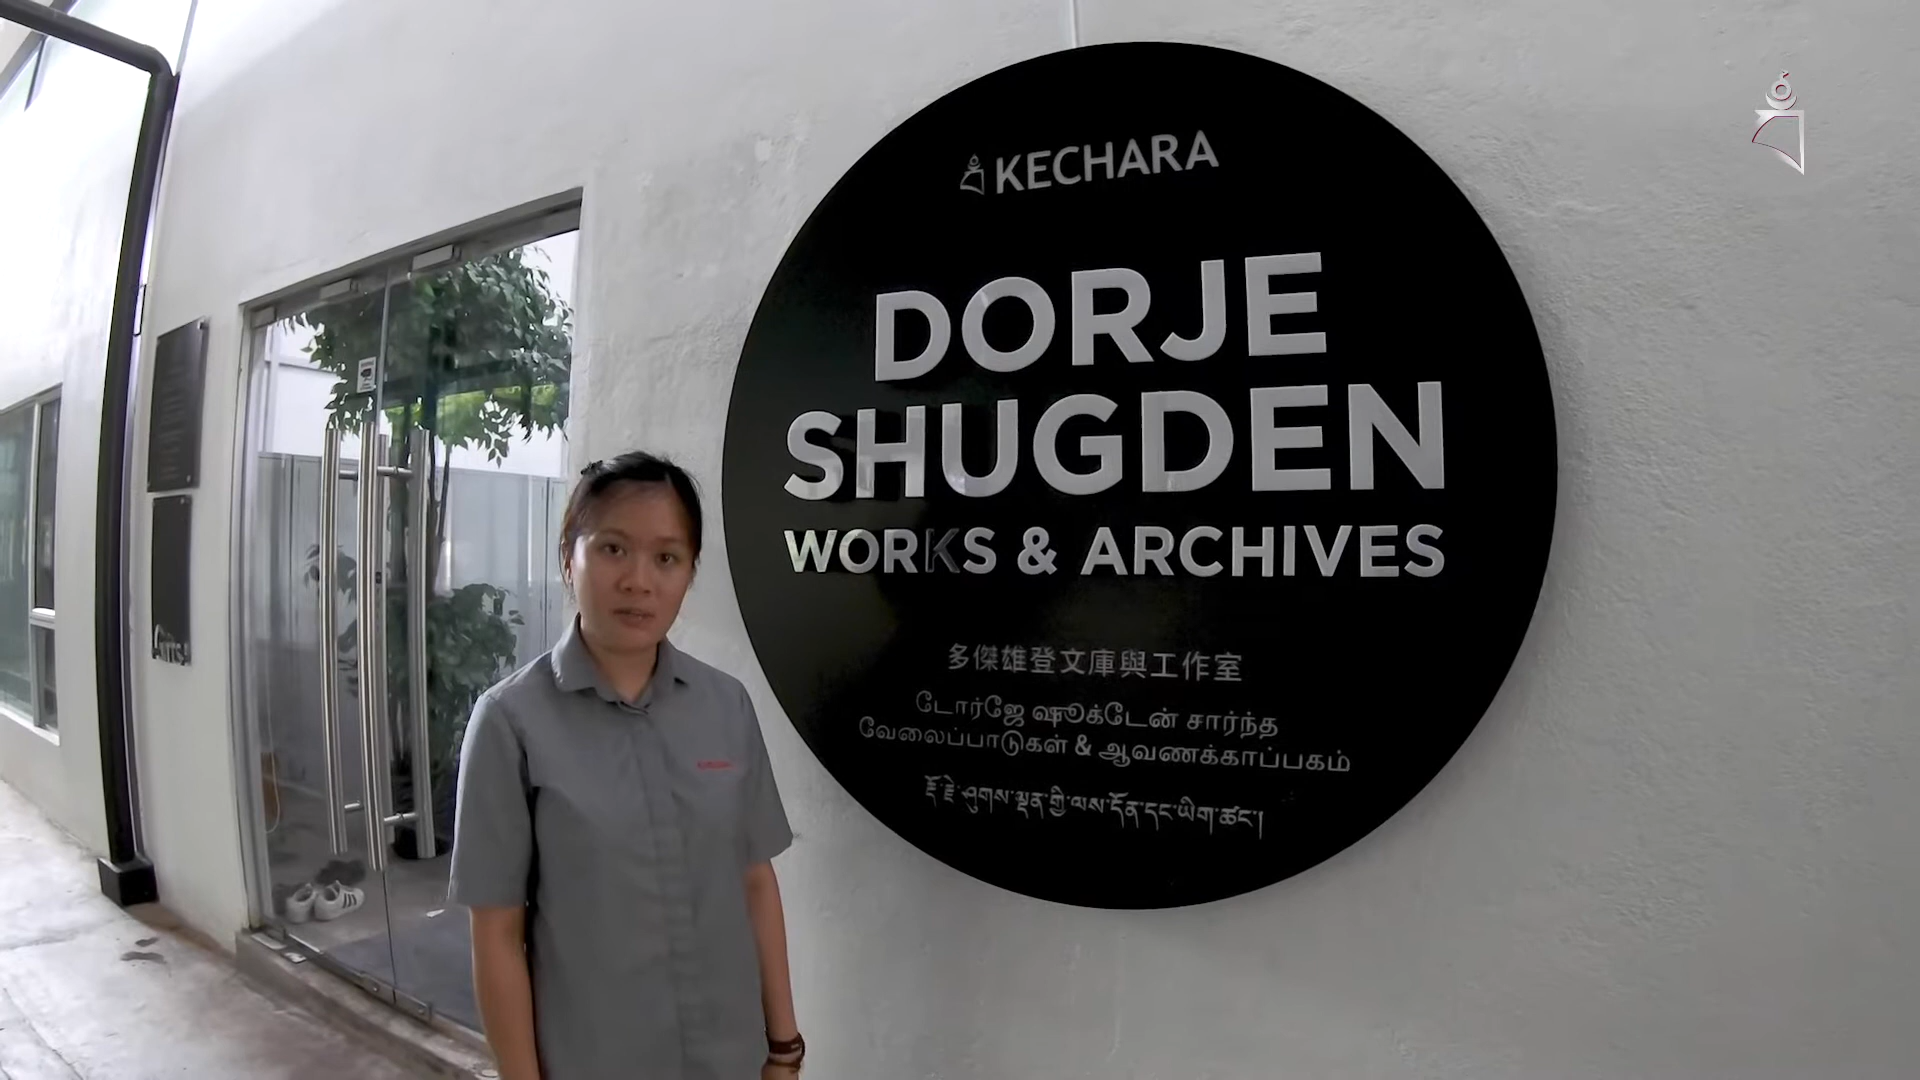 KECHARA
DORJE
SHUGDEN
WORKS & ARCHIVES
多傑雄登文庫與工作室
டோர்ஜே ஷூக்டேன் சார்ந்த
வேலைப்பாடுகள் & ஆவணக்காப்பகம்
རྡོ་རྗེ་ཤུགས་ལྡན་གྱི་ལས་དོན་དང་ཡིག་ཚང་།